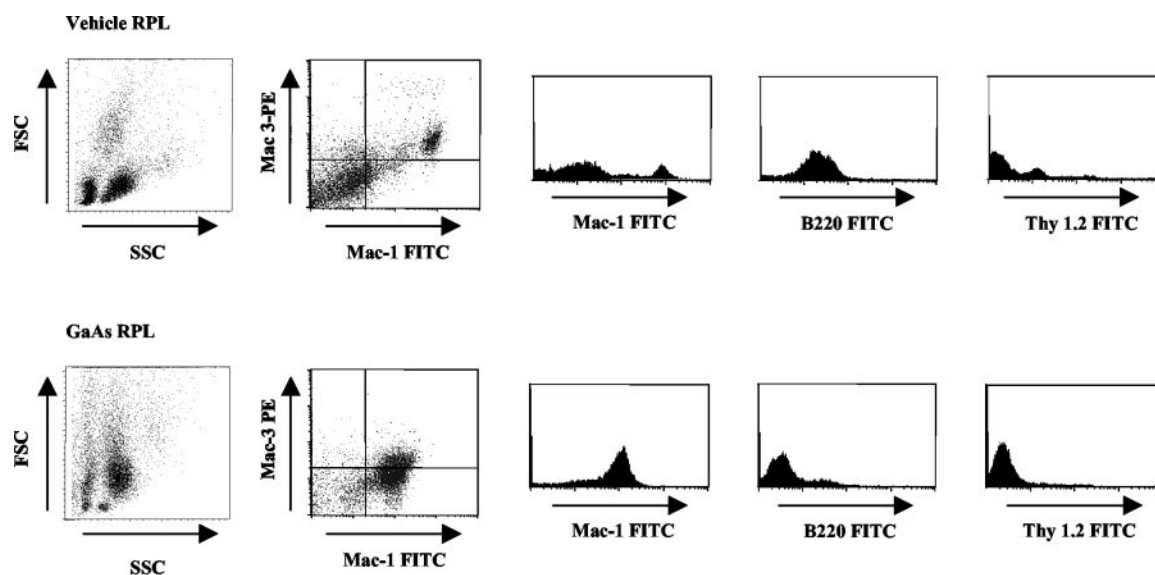 Vehicle RPL
FSC
SSC
Mac 3-PE
Mac-1 FITC
Mac-1 FITC
B220 FITC
Thy 1.2 FITC
GaAs RPL
FSC
SSC
Mac-3 PE
Mac-1 FITC
Mac-1 FITC
B220 FITC
Thy 1.2 FITC